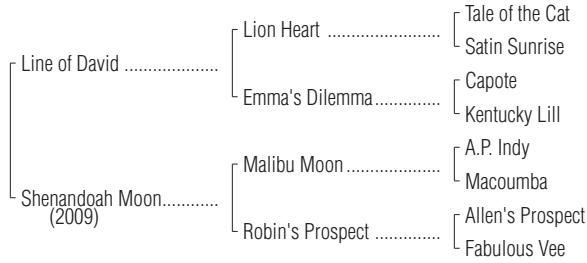 Tale of the Cat
Lion Heart ......................
Satin Sunrise
Line of David ...................
Capote
Emma's Dilemma.............
Kentucky Lill
A.P. Indy
Malibu Moon ...................
Macoumba
Shenandoah Moon...........
(2009)
Allen's Prospect
Robin's Prospect .............
Fabulous Vee